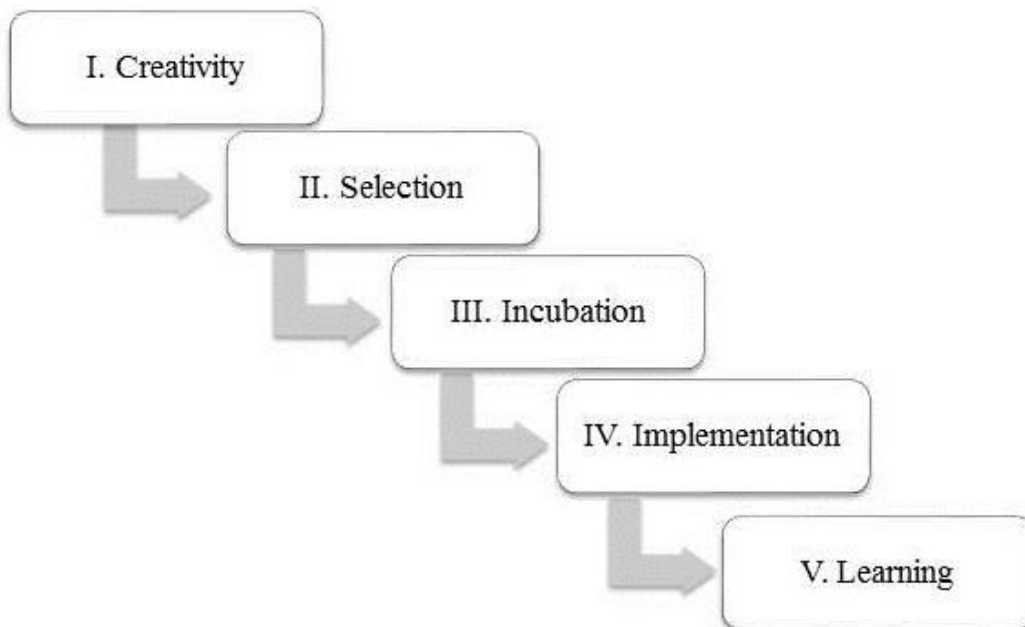 I. Creativity
II. Selection
III. Incubation
IV. Implementation
V. Learning